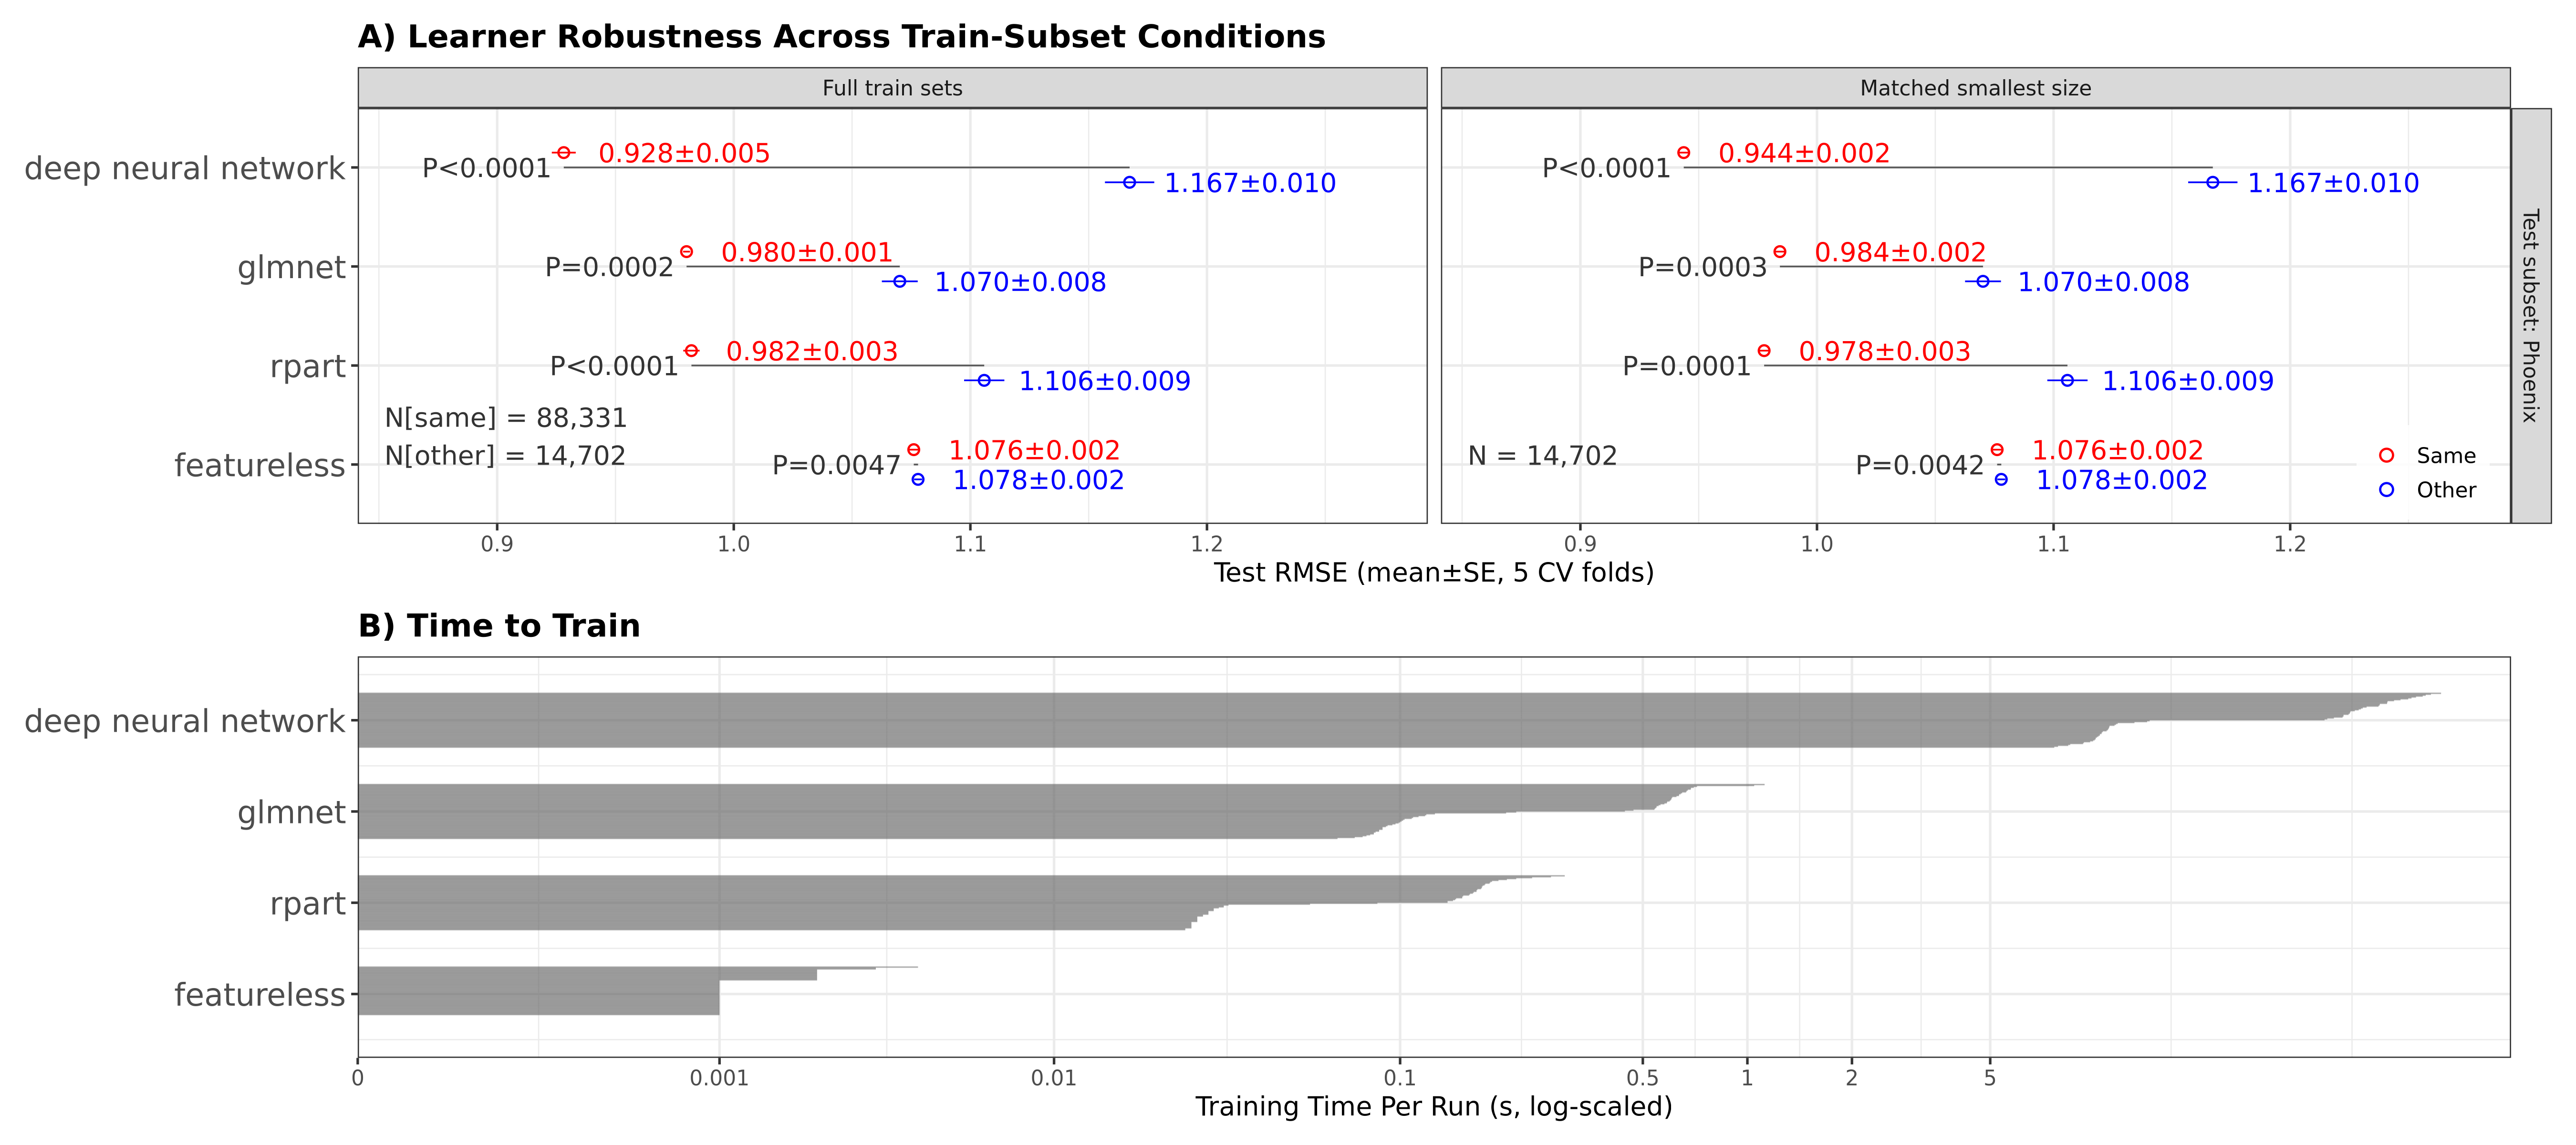 A) Learner Robustness Across Train-Subset Conditions
Full train sets
Matched smallest size
deep neural network
P<0.0001
0.928±0.005
1.167±0.010
P<0.0001
0.944±0.002
1.167±0.010
glmnet
P=0.0002
0.980±0.001
1.070±0.008
P=0.0003
0.984±0.002
1.070±0.008
rpart
P<0.0001
0.982±0.003
1.106±0.009
P=0.0001
0.978±0.003
1.106±0.009
featureless
N[same] = 88,331
N[other] = 14,702
P=0.0047
1.076±0.002
1.078±0.002
N = 14,702
P=0.0042
1.076±0.002
1.078±0.002
Same
Other
Test subset: Phoenix
0.9 1.0 1.1 1.2
0.9 1.0 1.1 1.2
Test RMSE (mean±SE, 5 CV folds)
B) Time to Train
deep neural network
glmnet
rpart
featureless
0 0.001 0.01 0.1 0.5 1 2 5
Training Time Per Run (s, log-scaled)